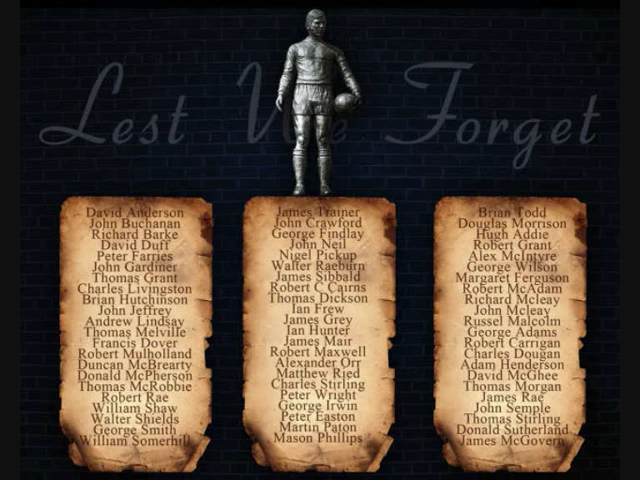 Lest We Forget
David Anderson
John Buchanan
Richard Barke
David Duff
Peter Farries
John Gardiner
Thomas Grant
Charles Livingston
Brian Hutchinson
John Jeffrey
Andrew Lindsay
Thomas Melville
Francis Dover
Robert Mulholland
Duncan McBrearty
Donald McPherson
Thomas McRobbie
Robert Rae
William Shaw
Walter Shields
George Smith
William Somerhill
James Trainer
John Crawford
George Findlay
John Neil
Nigel Pickup
Walter Raeburn
James Sibbald
Robert C Cairns
Thomas Dickson
Ian Frew
James Grey
Ian Hunter
James Mair
Robert Maxwell
Alexander Orr
Matthew Ried
Charles Stirling
Peter Wright
George Irwin
Peter Easton
Martin Paton
Mason Phillips
Brian Todd
Douglas Morrison
Hugh Addie
Robert Grant
Alex McIntyre
George Wilson
Margaret Ferguson
Robert McAdam
Richard Mcleay
John Mcleay
Russel Malcolm
George Adams
Robert Carrigan
Charles Dougan
Adam Henderson
David McGhee
Thomas Morgan
James Rae
John Semple
Thomas Stirling
Donald Sutherland
James McGovern